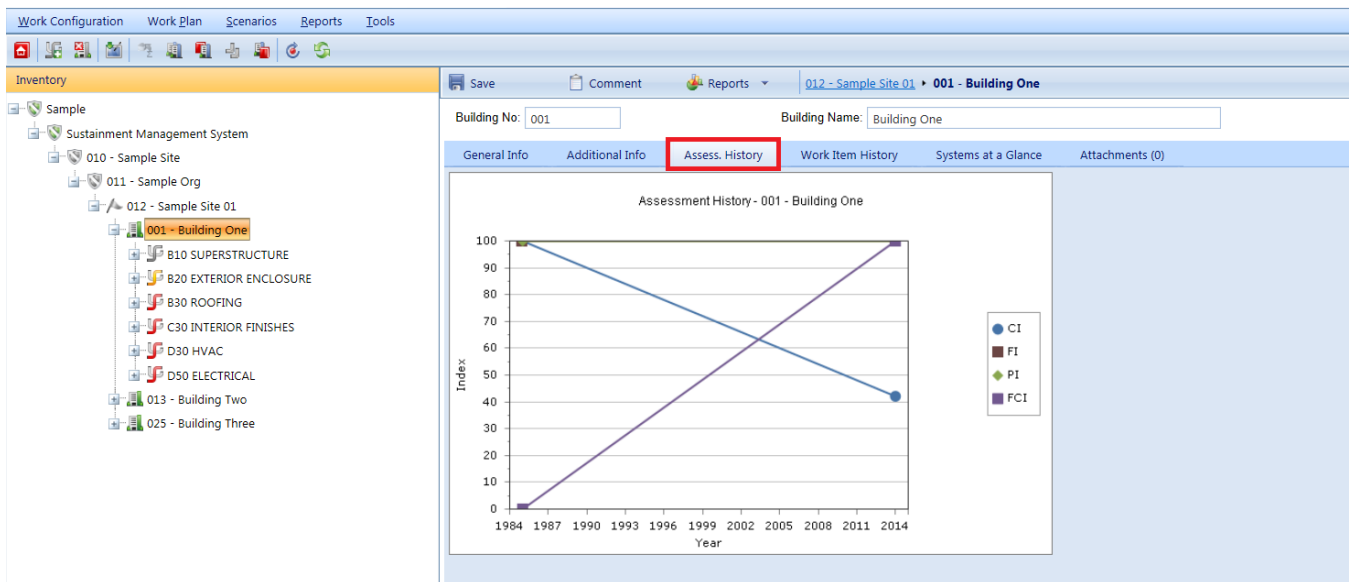 Work Configuration Work Plan Scenarios Reports Tools
Inventory
Sample
Sustainment Management System
010 - Sample Site
011 - Sample Org
012 - Sample Site 01
001 - Building One
B10 SUPERSTRUCTURE
B20 EXTERIOR ENCLOSURE
B30 ROOFING
C30 INTERIOR FINISHES
D30 HVAC
D50 ELECTRICAL
013 - Building Two
025 - Building Three
Save Comment Reports 012 - Sample Site 01 001 - Building One
Building No: 001 Building Name: Building One
General Info Additional Info Assess. History Work Item History Systems at a Glance Attachments (0)
Assessment History - 001 - Building One
100
90
80
70
60
50
40
30
20
10
0
Index
1984 1987 1990 1993 1996 1999 2002 2005 2008 2011 2014
Year
CI
FI
PI
FCI